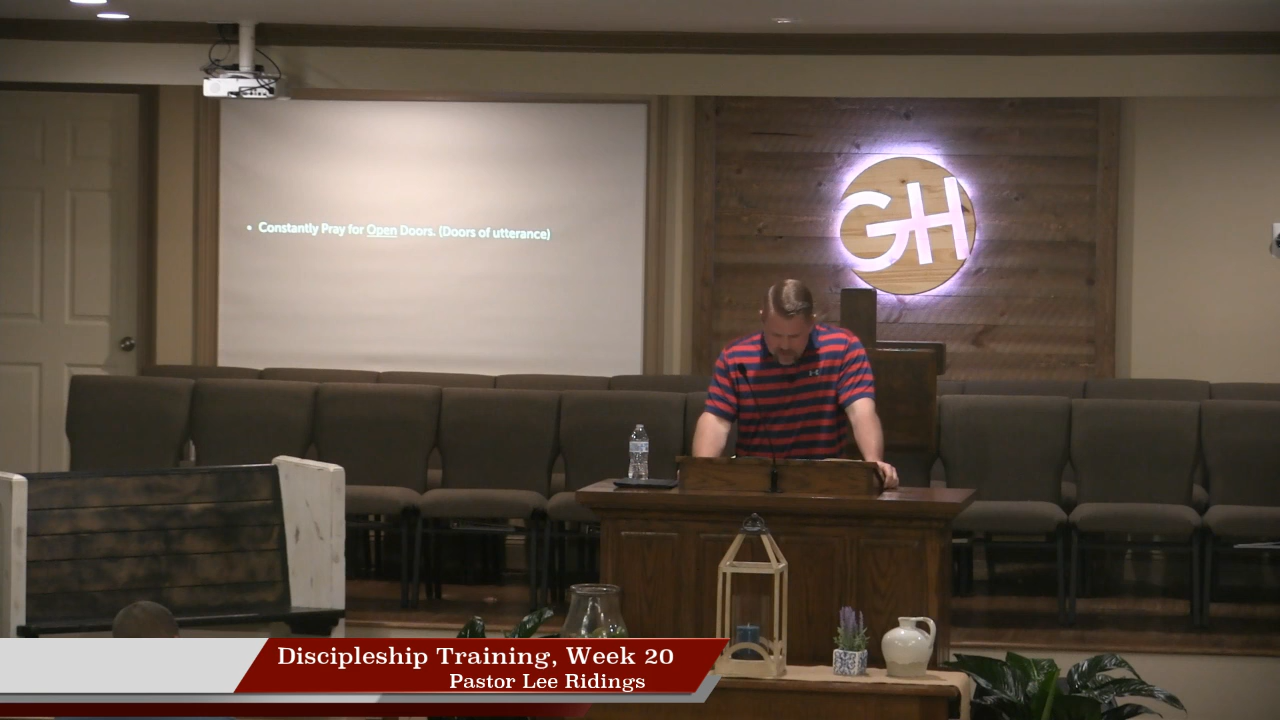 • Constantly Pray for Open Doors. (Doors of utterance)
GH
Discipleship Training, Week 20
Pastor Lee Ridings